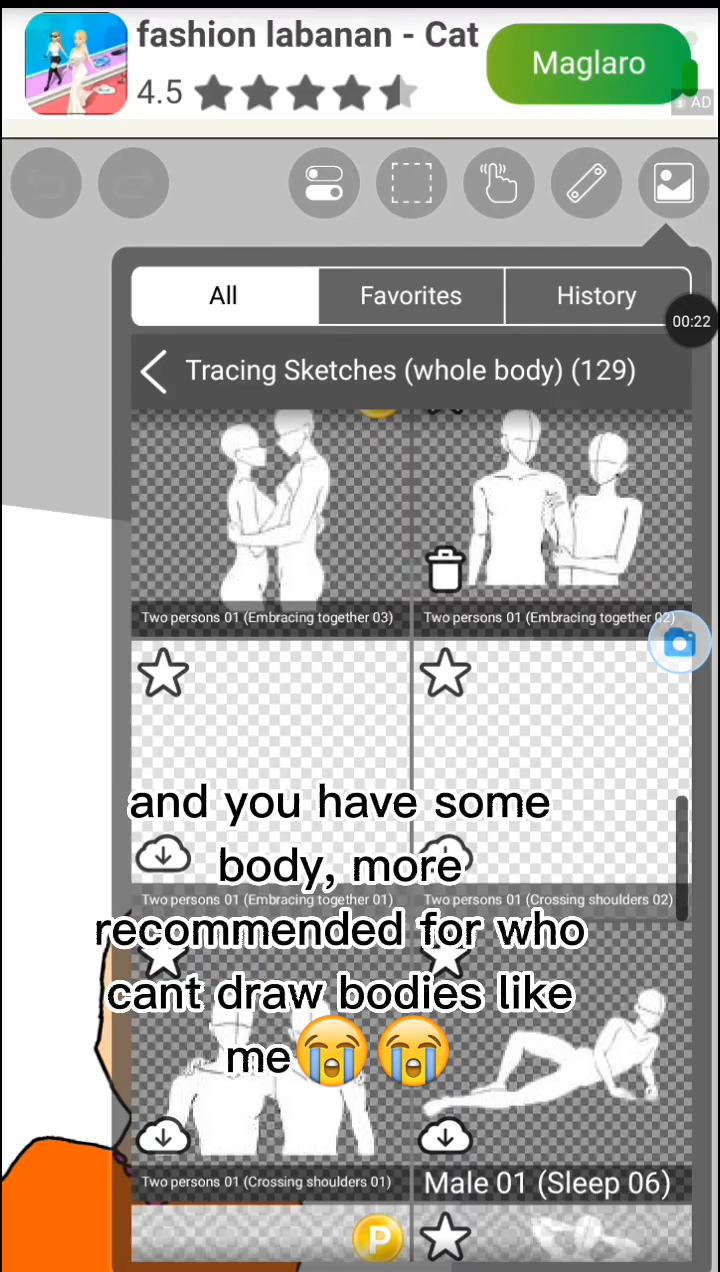 fashion labanan - Cat
4.5
Maglaro
AD
All
Favorites
History
00:22
Tracing Sketches (whole body) (129)
Two persons 01 (Embracing together 03)
Two persons 01 (Embracing together 02)
and you have some
body, more
Two persons 01 (Embracing together 01)
Two persons 01 (Crossing shoulders 02)
recommended for who
cant draw bodies like
me😭😭
Two persons 01 (Crossing shoulders 01)
Male 01 (Sleep 06)
P